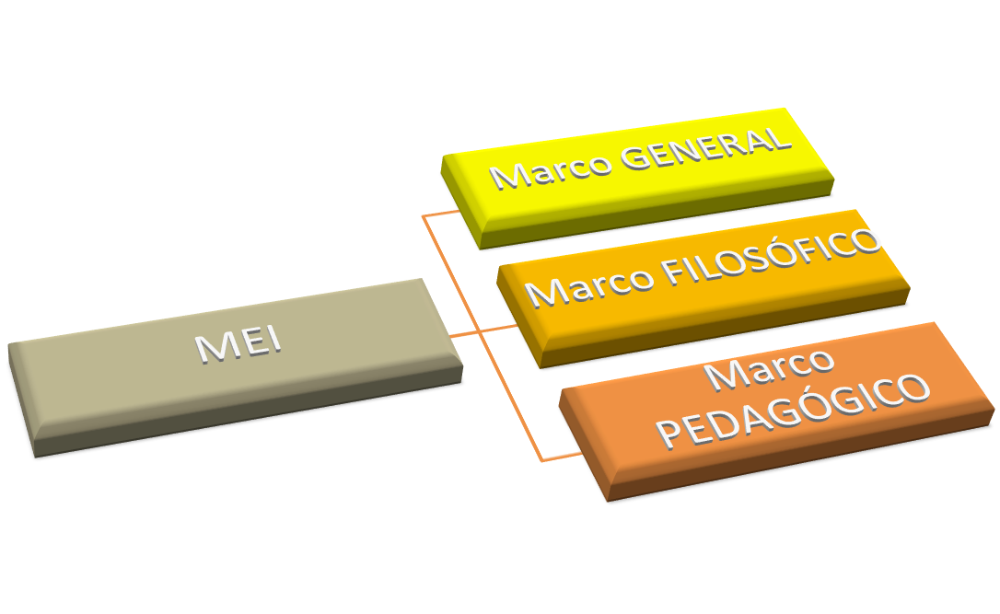 MEI
Marco GENERAL
Marco FILOSÓFICO
Marco
PEDAGÓGICO